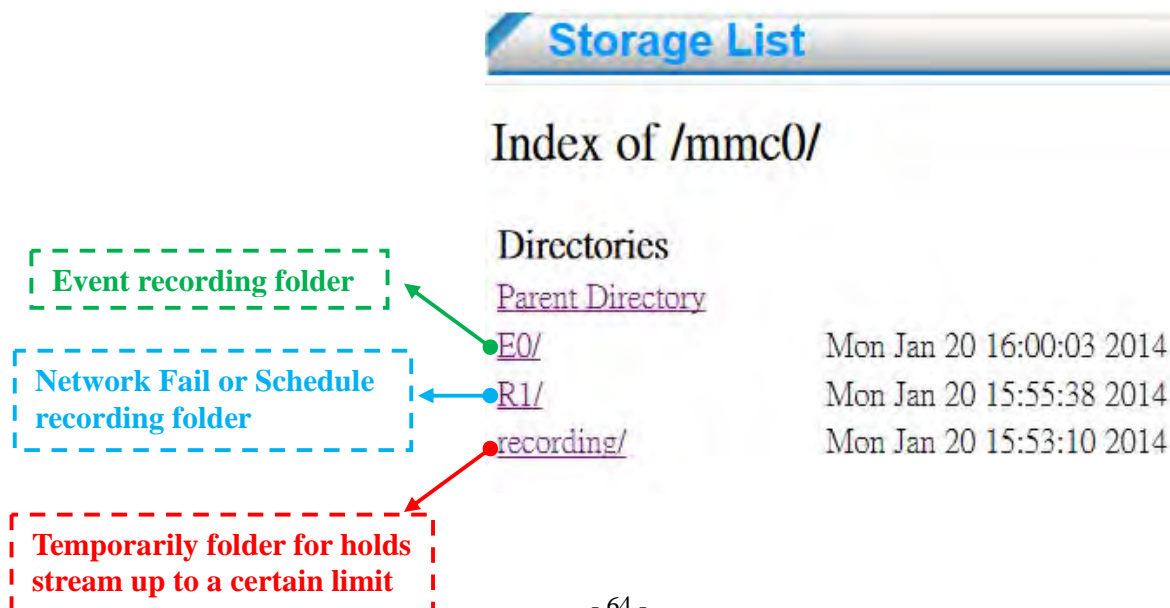 Storage List
Index of /mmc0/
Directories
Parent Directory
E0/ Mon Jan 20 16:00:03 2014
R1/ Mon Jan 20 15:55:38 2014
recording/ Mon Jan 20 15:53:10 2014
Event recording folder
Network Fail or Schedule
recording folder
Temporarily folder for holds
stream up to a certain limit
- 64 -